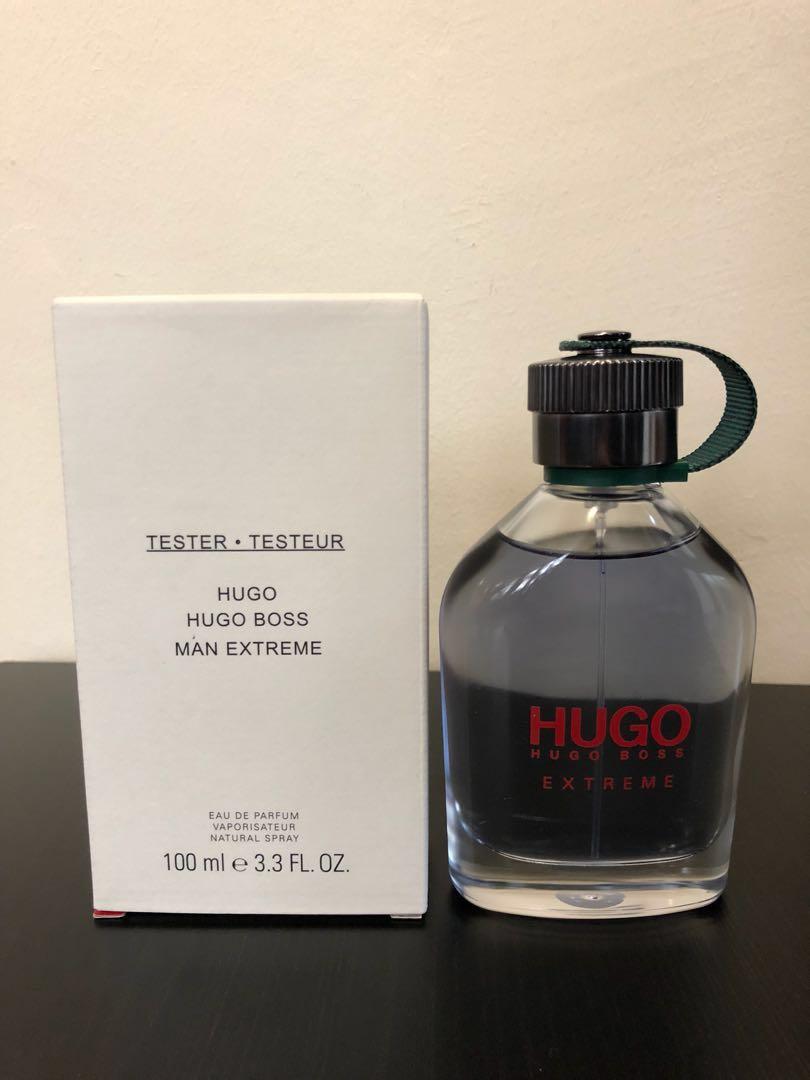 TESTER • TESTEUR
HUGO
HUGO BOSS
MAN EXTREME
EAU DE PARFUM
VAPORISATEUR
NATURAL SPRAY
100 ml ℮ 3.3 FL. OZ.
HUGO
HUGO BOSS
EXTREME